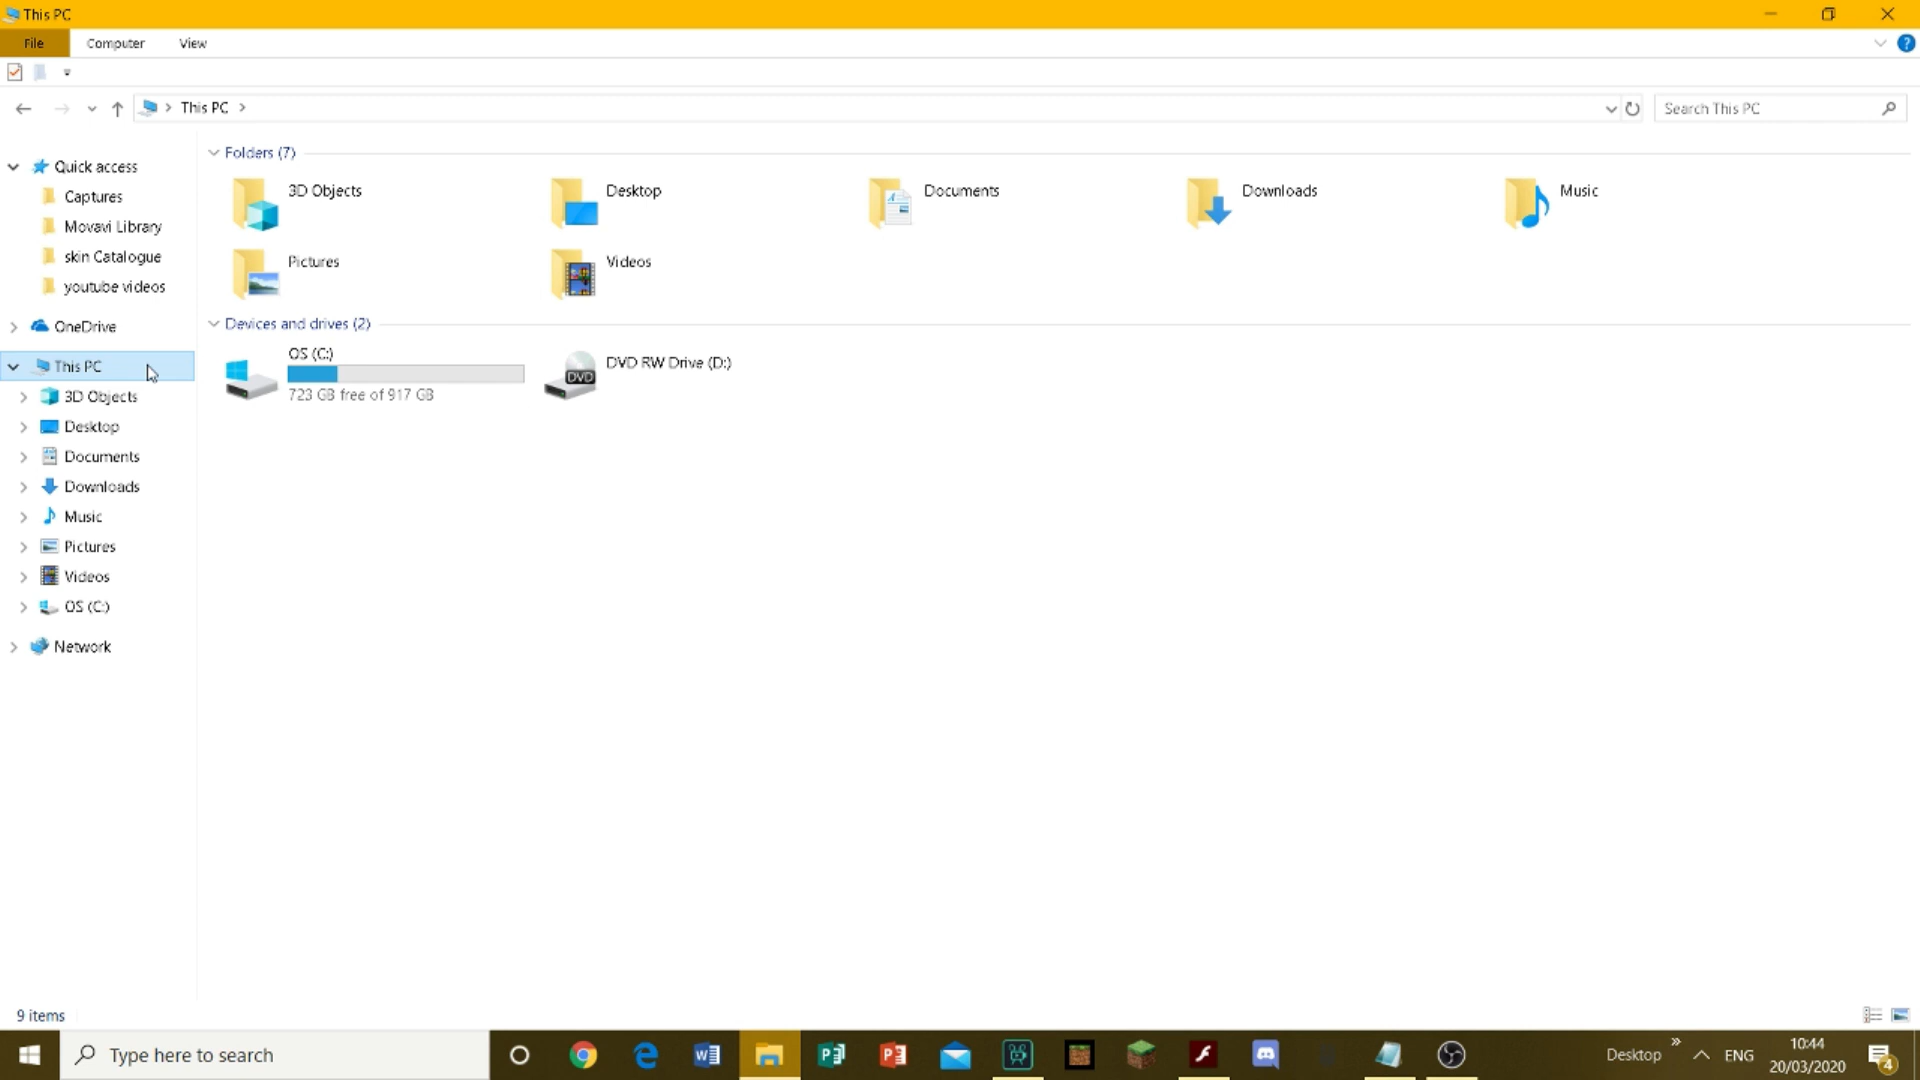 This PC
File Computer View
This PC
Search This PC
Quick access
Captures
Movavi Library
skin Catalogue
youtube videos
OneDrive
This PC
3D Objects
Desktop
Documents
Downloads
Music
Pictures
Videos
OS (C:)
Network
Folders (7)
3D Objects
Desktop
Documents
Downloads
Music
Pictures
Videos
Devices and drives (2)
OS (C:)
723 GB free of 917 GB
DVD
DVD RW Drive (D:)
9 items
Type here to search
Desktop
ENG
10:44
20/03/2020
4